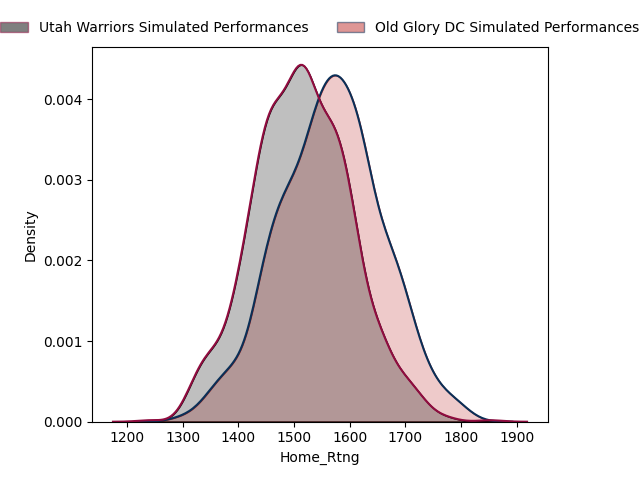 Utah Warriors Simulated Performances Old Glory DC Simulated Performances
0.004
0.003
0.002
0.001
0.000
Density
1200 1300 1400 1500 1600 1700 1800 1900
Home_Rtng